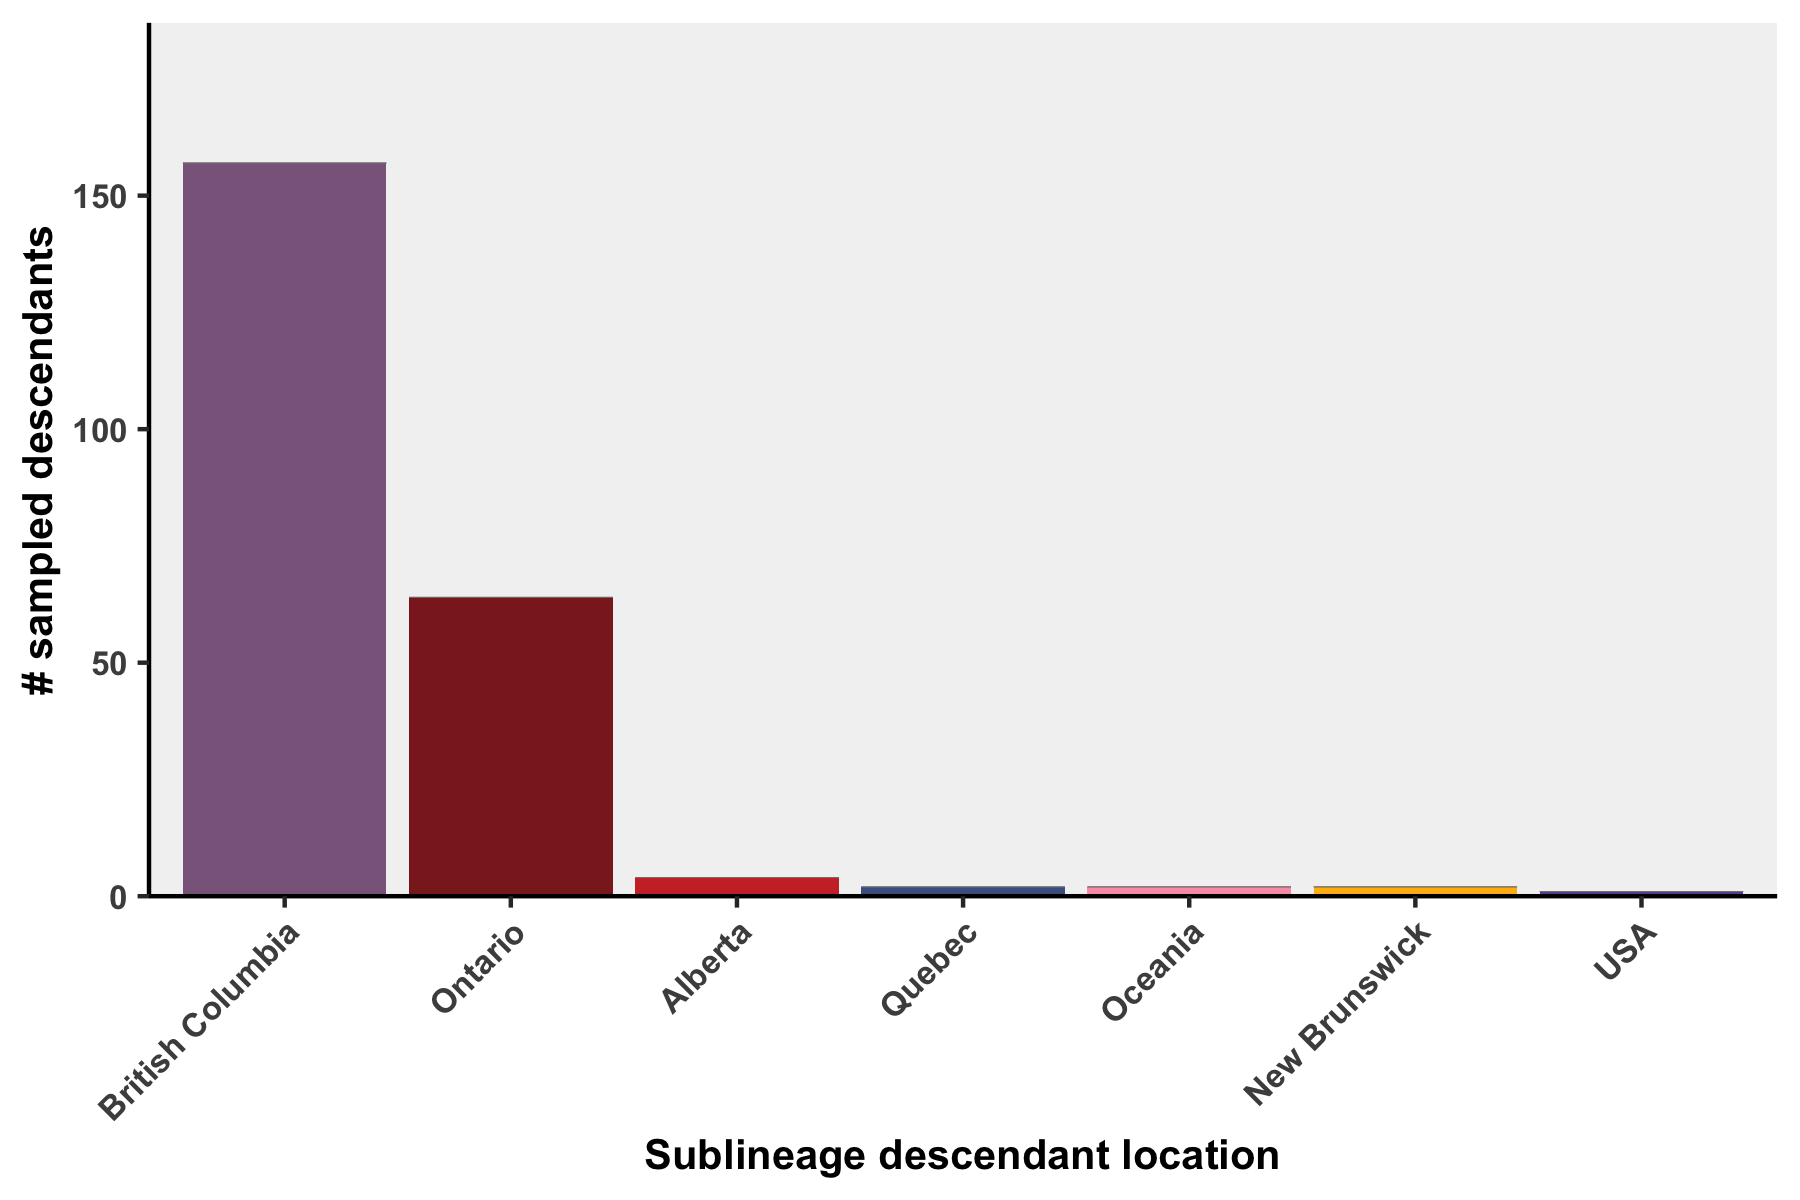 # sampled descendants
150
100
50
0
British Columbia
Ontario
Alberta
Quebec
Oceania
New Brunswick
USA
Sublineage descendant location